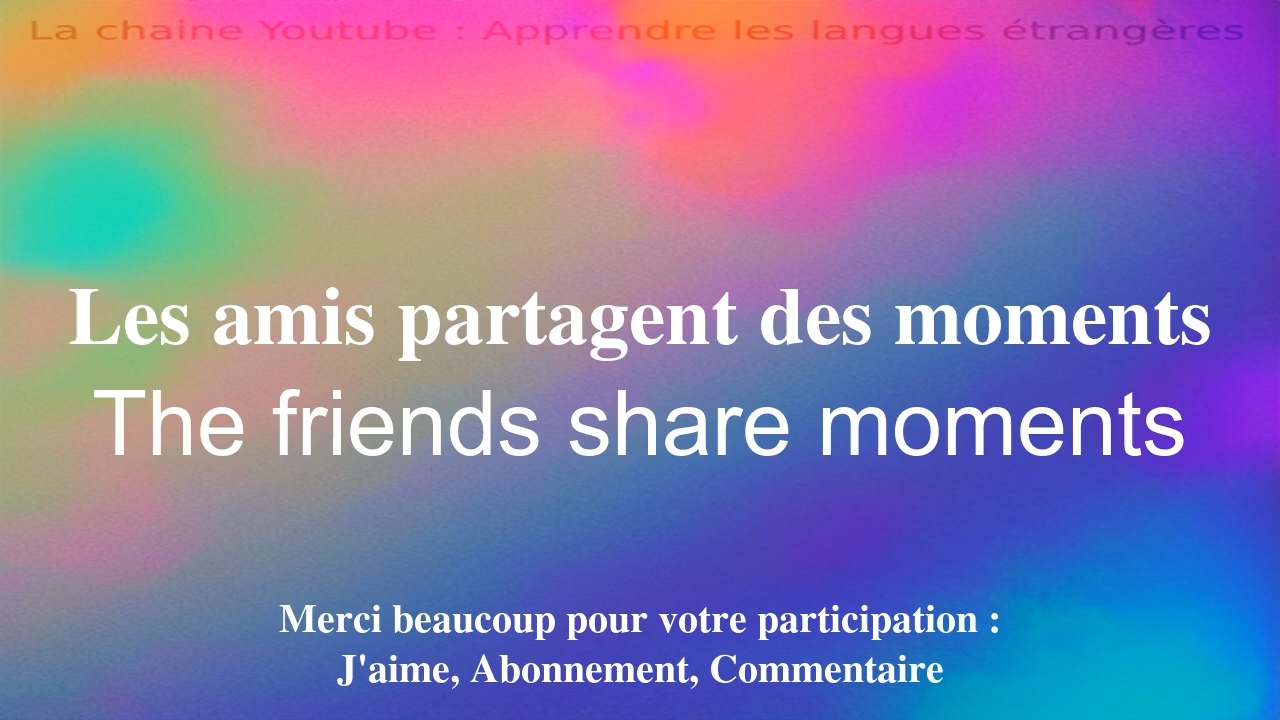 La chaine Youtube : Apprendre les langues étrangères
Les amis partagent des moments
The friends share moments
Merci beaucoup pour votre participation :
J'aime, Abonnement, Commentaire